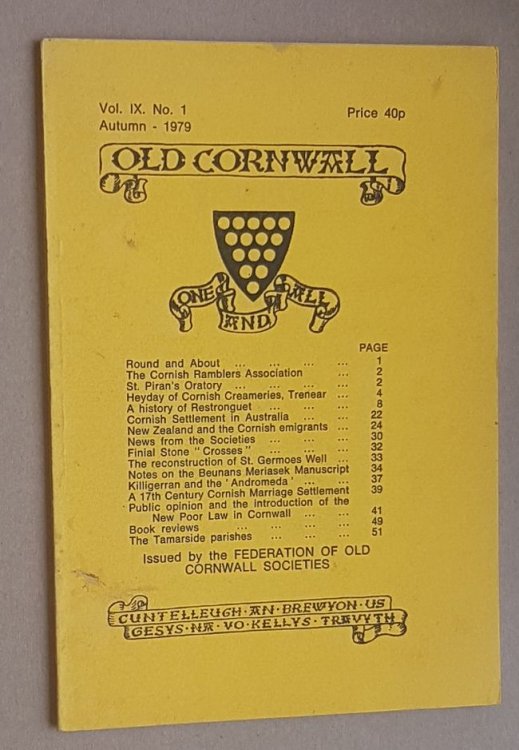 Vol. IX. No. 1
Price 40p
Autumn - 1979
OLD CORNWALL
ONE AND ALL
PAGE
Round and About ... ... ... ... 1
The Cornish Ramblers Association ... 2
St. Piran's Oratory ... ... ... ... 2
Heyday of Cornish Creameries, Trenear ... 4
A history of Restronguet ... ... ... 8
Cornish Settlement in Australia ... ... 22
New Zealand and the Cornish emigrants ... 24
News from the Societies ... ... ... 30
Finial Stone "Crosses" ... ... ... 32
The reconstruction of St. Germoes Well ... 33
Notes on the Beunans Meriasek Manuscript 34
Killigerran and the 'Andromeda' ... ... 37
A 17th Century Cornish Marriage Settlement 39
Public opinion and the introduction of the
New Poor Law in Cornwall ... ... 41
Book reviews ... ... ... ... 49
The Tamarside parishes ... ... ... 51
Issued by the FEDERATION OF OLD
CORNWALL SOCIETIES
CUNTELLEUGH · AN · BREWYON · US
GESYS · NA · VO · KELLYS · TRAVYTH